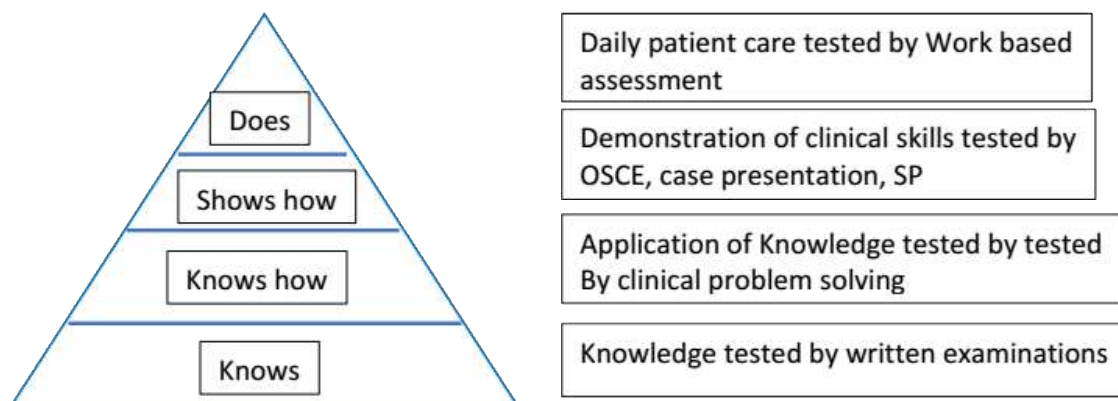 Does
Daily patient care tested by Work based
assessment
Shows how
Demonstration of clinical skills tested by
OSCE, case presentation, SP
Knows how
Application of Knowledge tested by tested
By clinical problem solving
Knows
Knowledge tested by written examinations